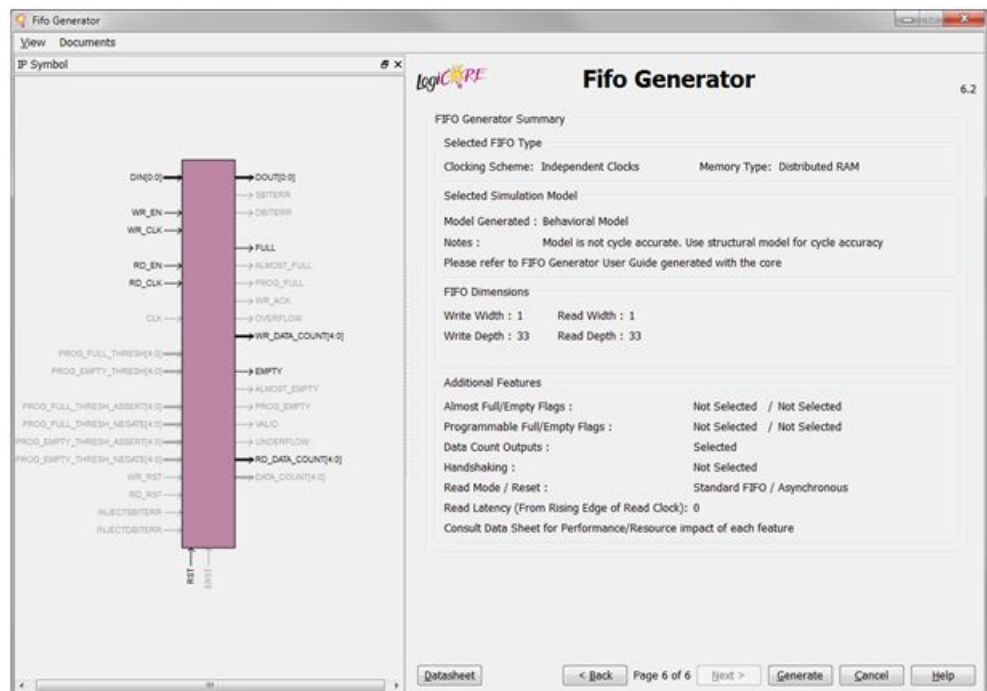 Fifo Generator
View Documents
IP Symbol
DIN[0:0]
DOUT[0:0]
SBITERR
WR_EN
DBITERR
WR_CLK
FULL
RD_EN
ALMOST_FULL
RD_CLK
PROG_FULL
WR_ACK
CLK
OVERFLOW
WR_DATA_COUNT[4:0]
PROG_FULL_THRESH[4:0]
PROG_EMPTY_THRESH[4:0]
EMPTY
ALMOST_EMPTY
PROG_FULL_THRESH_ASSERT[4:0]
PROG_EMPTY
PROG_FULL_THRESH_NEGATE[4:0]
VALID
PROG_EMPTY_THRESH_ASSERT[4:0]
UNDERFLOW
PROG_EMPTY_THRESH_NEGATE[4:0]
RD_DATA_COUNT[4:0]
WR_RST
DATA_COUNT[4:0]
RD_RST
INJECTSBITERR
INJECTDBITERR
RST
SRST
LogiCORE
Fifo Generator
6.2
FIFO Generator Summary
Selected FIFO Type
Clocking Scheme: Independent Clocks Memory Type: Distributed RAM
Selected Simulation Model
Model Generated : Behavioral Model
Notes : Model is not cycle accurate. Use structural model for cycle accuracy
Please refer to FIFO Generator User Guide generated with the core
FIFO Dimensions
Write Width : 1 Read Width : 1
Write Depth : 33 Read Depth : 33
Additional Features
Almost Full/Empty Flags : Not Selected / Not Selected
Programmable Full/Empty Flags : Not Selected / Not Selected
Data Count Outputs : Selected
Handshaking : Not Selected
Read Mode / Reset : Standard FIFO / Asynchronous
Read Latency (From Rising Edge of Read Clock): 0
Consult Data Sheet for Performance/Resource impact of each feature
Datasheet < Back Page 6 of 6 Next > Generate Cancel Help